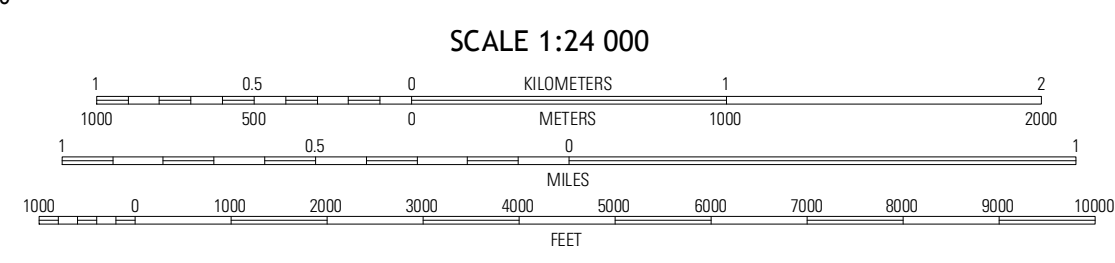 SCALE 1:24 000
1 0.5 0 KILOMETERS 1 2
1000 500 0 METERS 1000 2000
1 0.5 0 1
MILES
1000 0 1000 2000 3000 4000 5000 6000 7000 8000 9000 10000
FEET